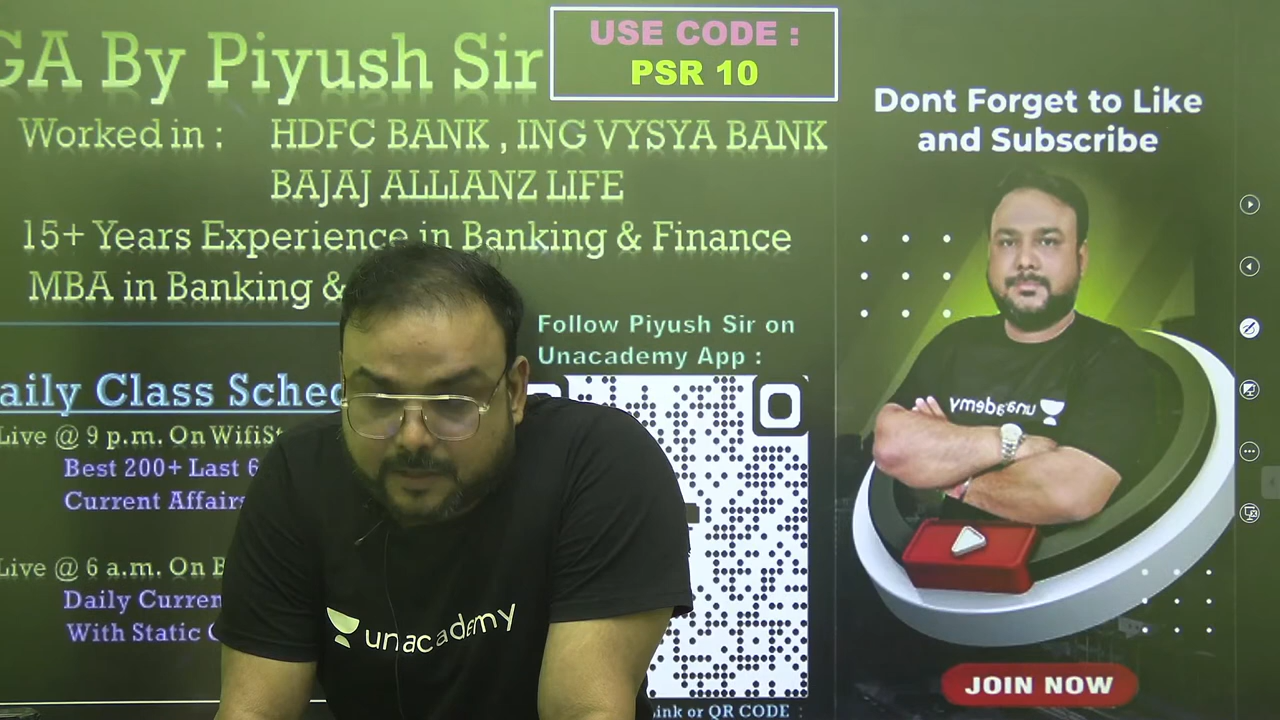 GA By Piyush Sir
USE CODE :
PSR 10
Worked in : HDFC BANK , ING VYSYA BANK
BAJAJ ALLIANZ LIFE
15+ Years Experience in Banking & Finance
MBA in Banking &
Follow Piyush Sir on
Unacademy App :
aily Class Sched
Live @ 9 p.m. On WifiSt
Best 200+ Last 6
Current Affairs
Live @ 6 a.m. On B
Daily Curren
With Static
ink or QR CODE :
unacademy
Dont Forget to Like
and Subscribe
unacademy
JOIN NOW